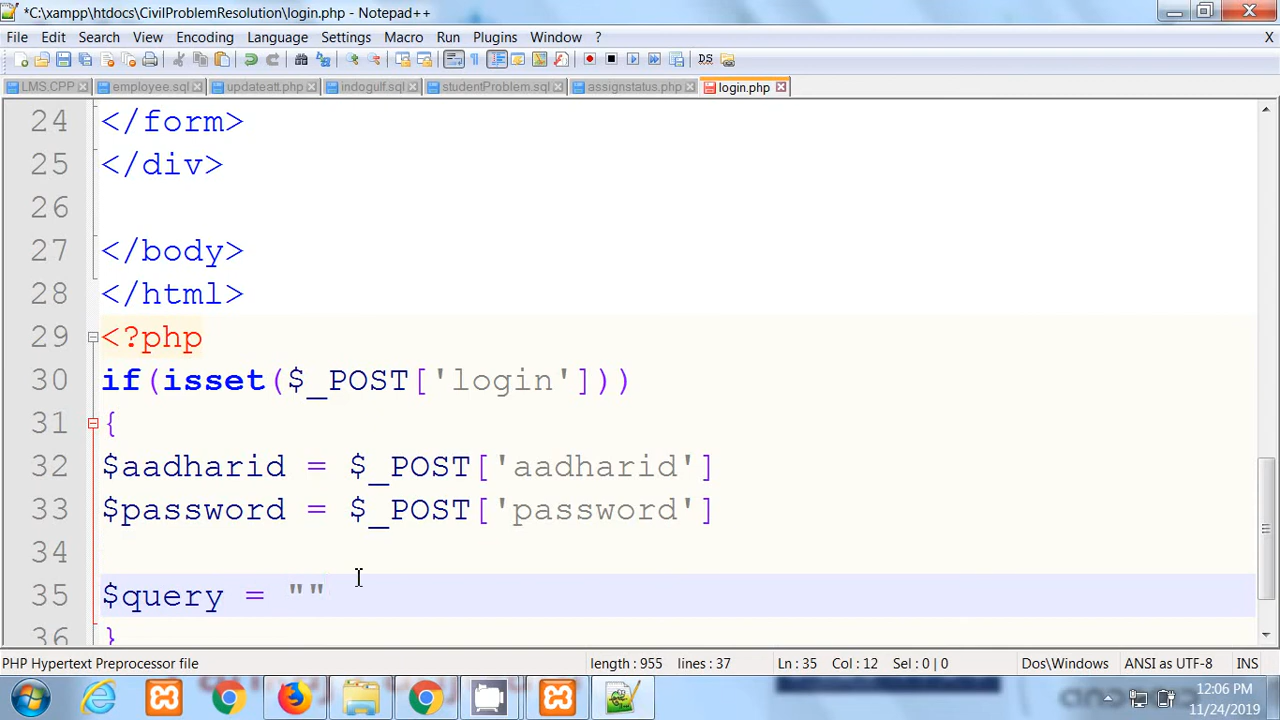 *C:\xampp\htdocs\CivilProblemResolution\login.php - Notepad++
File Edit Search View Encoding Language Settings Macro Run Plugins Window ? X
LMS.CPP employee.sql updateatt.php indogulf.sql studentProblem.sql assignstatus.php login.php
24 </form>
25 </div>
26
27 </body>
28 </html>
29 <?php
30 if(isset($_POST['login']))
31 {
32 $aadharid = $_POST['aadharid']
33 $password = $_POST['password']
34
35 $query = ""
36 }
PHP Hypertext Preprocessor file length : 955 lines : 37 Ln : 35 Col : 12 Sel : 0 | 0 Dos\Windows ANSI as UTF-8 INS
12:06 PM
11/24/2019